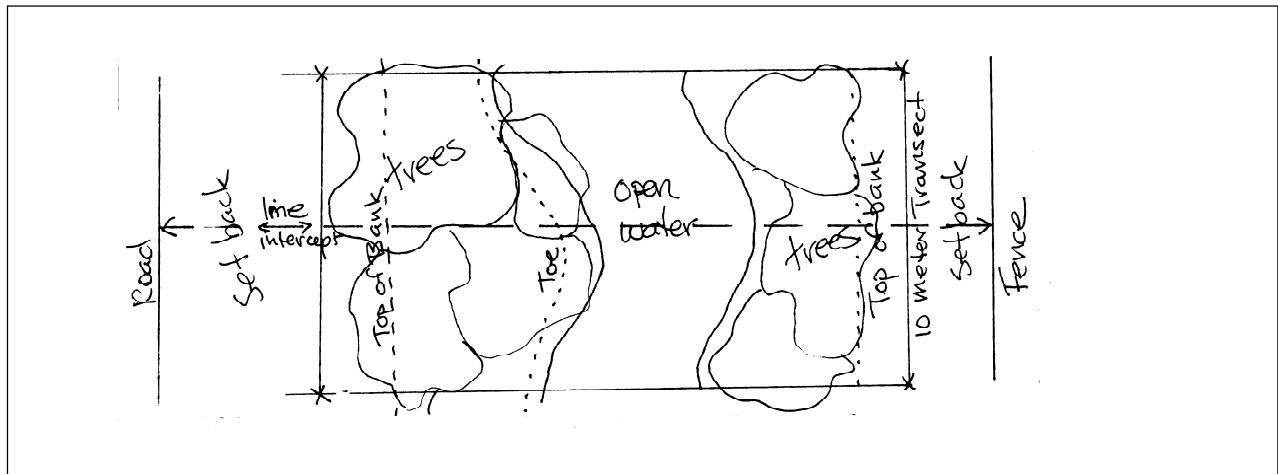 Road
Set back
line
intercept
Top of Bank
trees
Toe
open
water
trees
Top of bank
10 meter Transect
Set back
Fence